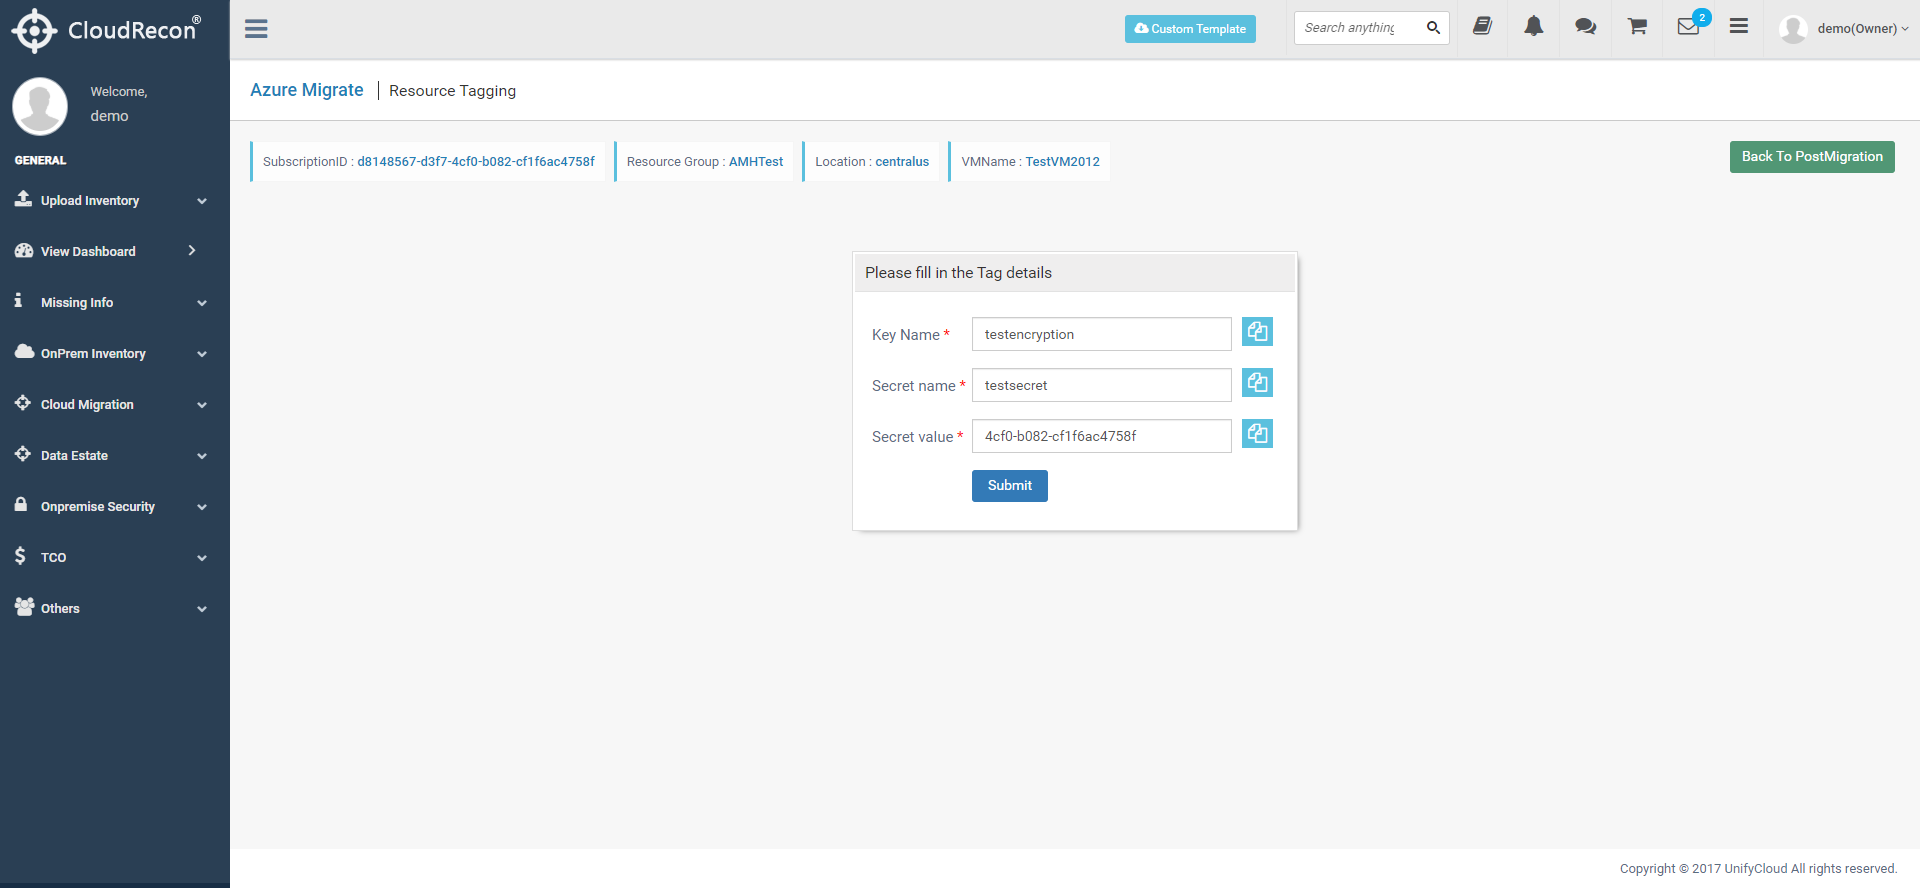 CloudRecon®
Custom Template
Search anything
2
demo(Owner)
Welcome,
demo
GENERAL
Upload Inventory
View Dashboard
Missing Info
OnPrem Inventory
Cloud Migration
Data Estate
Onpremise Security
TCO
Others
Azure Migrate | Resource Tagging
SubscriptionID : d8148567-d3f7-4cf0-b082-cf1f6ac4758f
Resource Group : AMHTest
Location : centralus
VMName : TestVM2012
Back To PostMigration
Please fill in the Tag details
Key Name * testencryption
Secret name * testsecret
Secret value * 4cf0-b082-cf1f6ac4758f
Submit
Copyright © 2017 UnifyCloud All rights reserved.